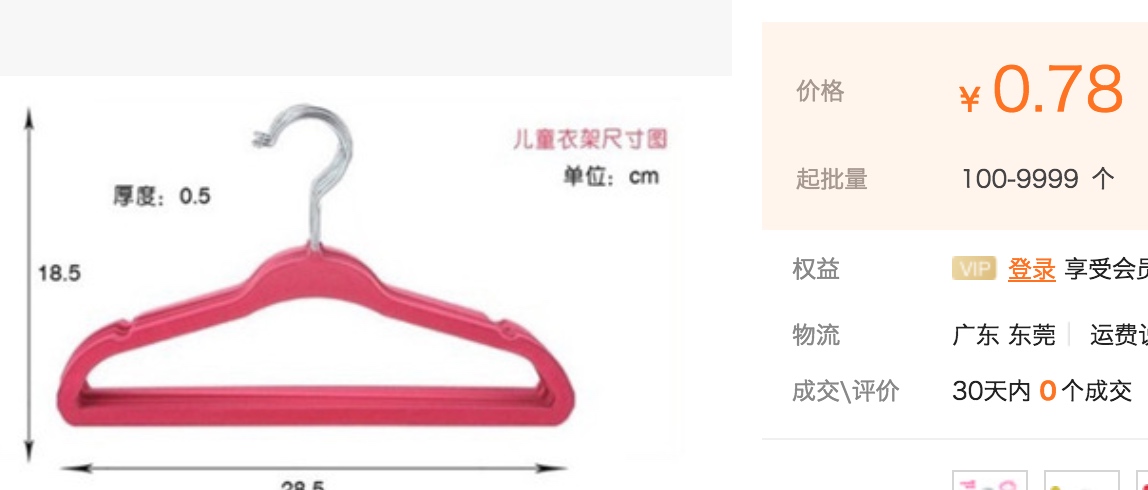 儿童衣架尺寸图
单位：cm
厚度：0.5
18.5
28.5
价格
¥ 0.78
起批量
100-9999 个
权益
VIP 登录 享受会员
物流
广东 东莞 运费
成交\评价
30天内 0个成交